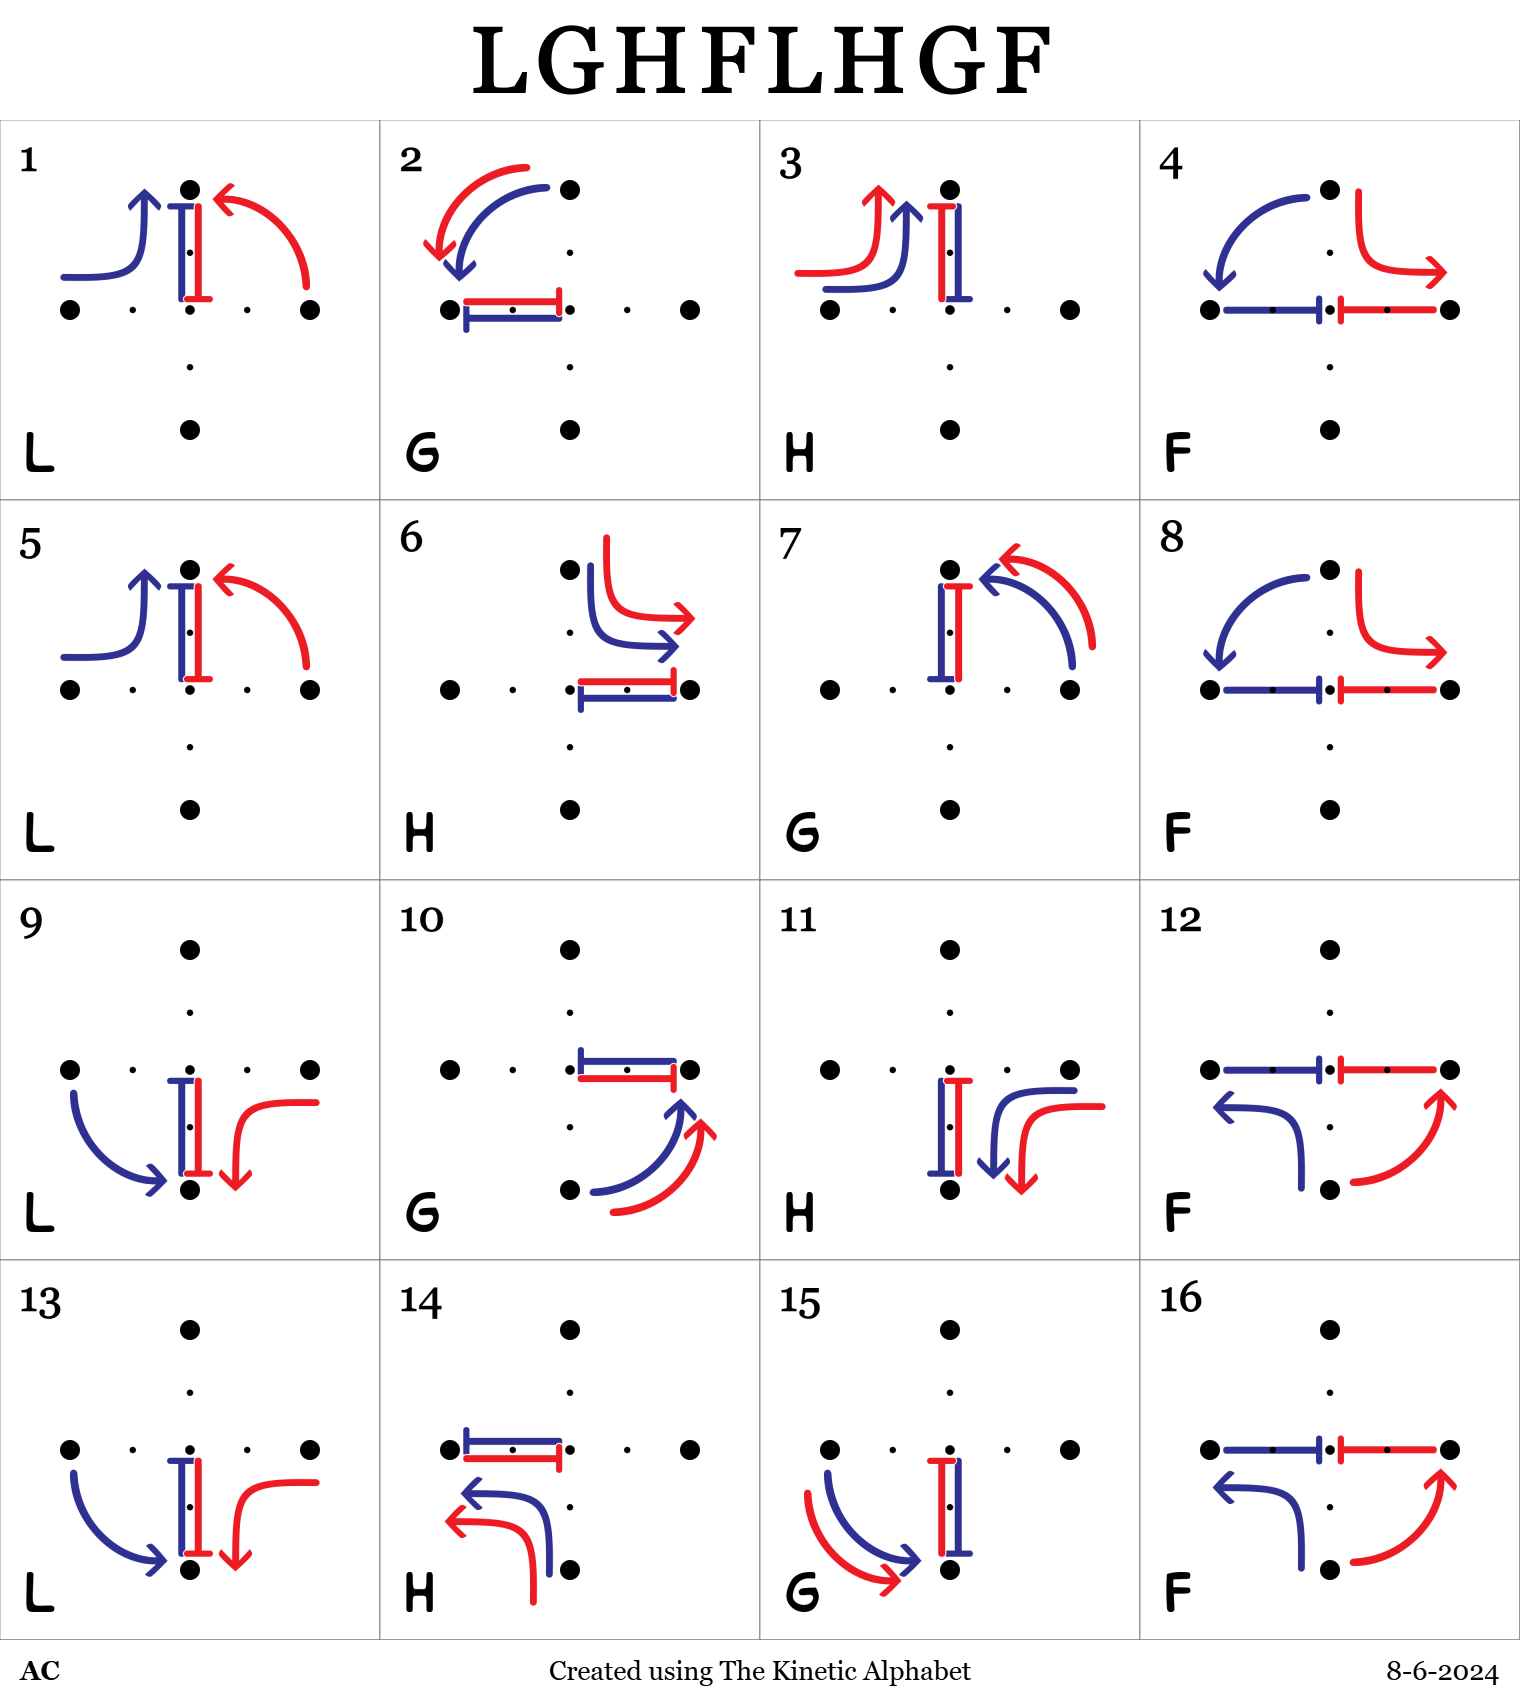 LGHFLHGF
1 2 3 4
L G H F
5 6 7 8
L H G F
9 10 11 12
L G H F
13 14 15 16
L H G F
AC Created using The Kinetic Alphabet 8-6-2024